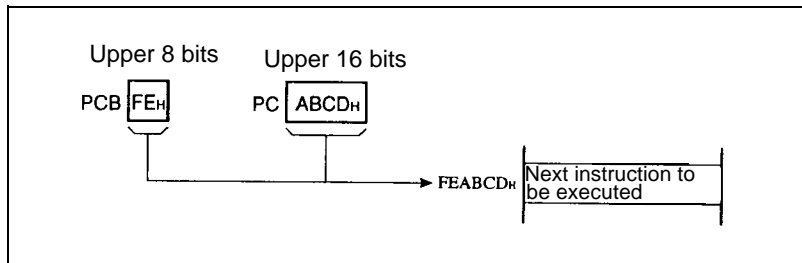 Upper 8 bits
Upper 16 bits
PCB FEH
PC ABCDH
FEABCDH
Next instruction to
be executed